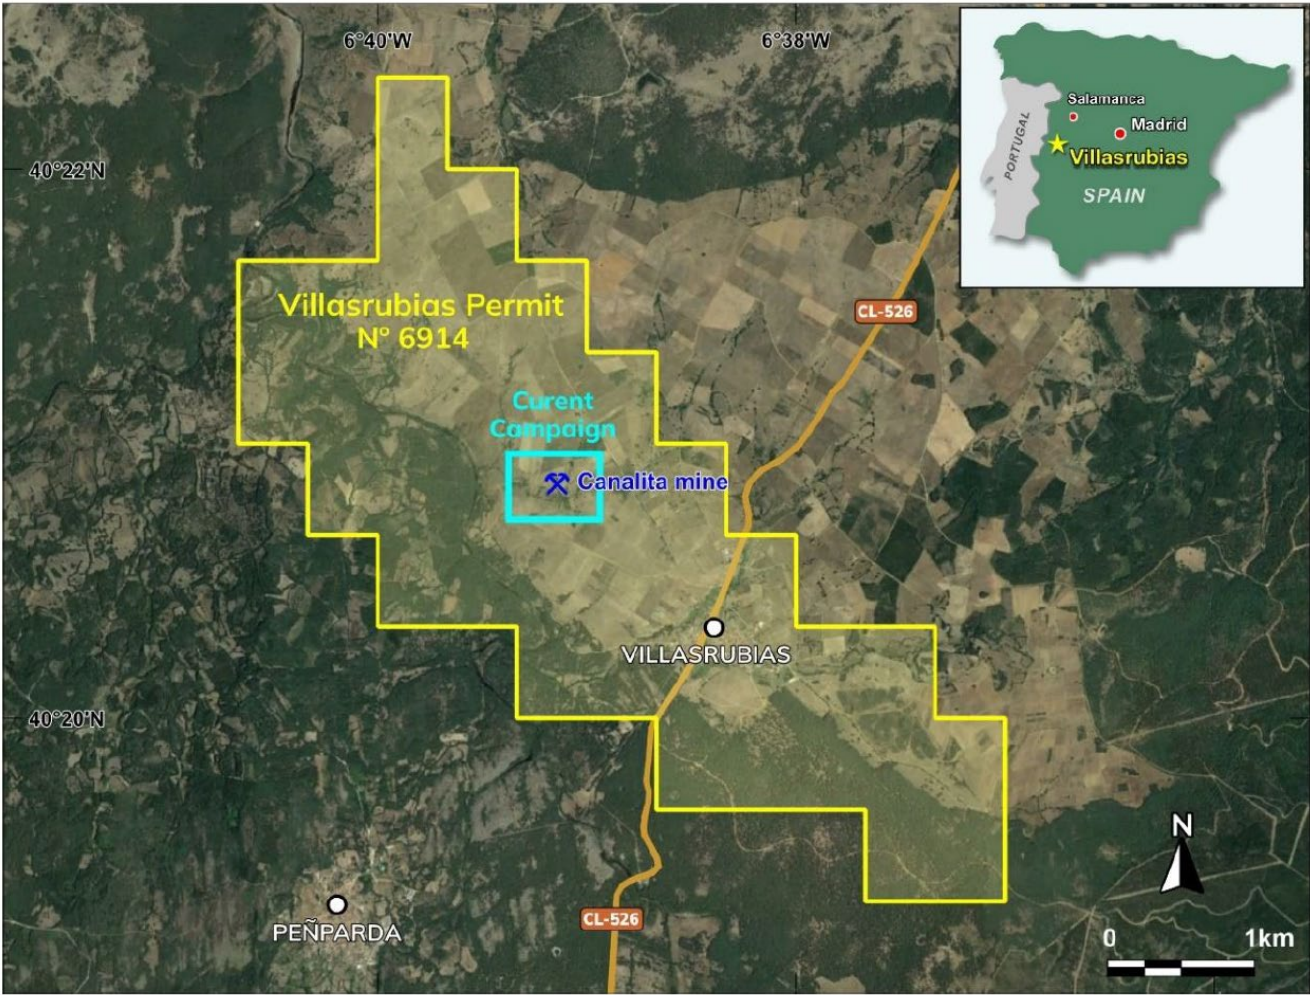 6°40'W
6°38'W
40°22'N
Salamanca
Madrid
Villasrubias
PORTUGAL
SPAIN
Villasrubias Permit
N° 6914
CL-526
Curent
Campaign
Canalita mine
VILLASRUBIAS
40°20'N
PEÑPARDA
CL-526
N
0 1km